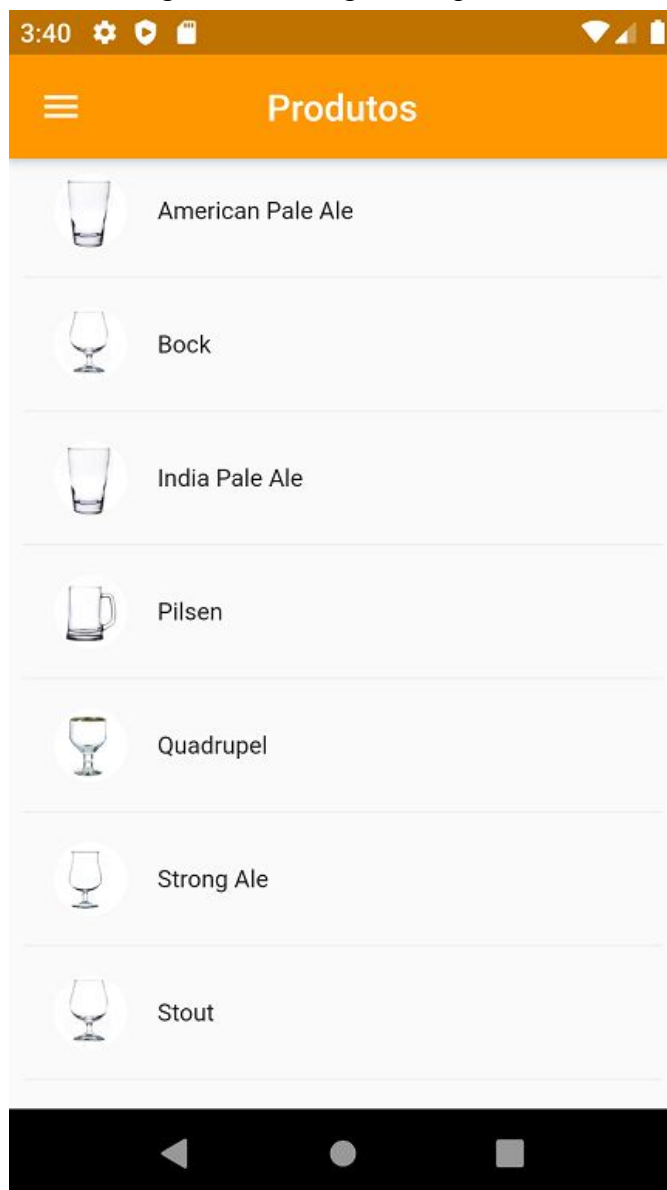 3:40
Produtos
American Pale Ale
Bock
India Pale Ale
Pilsen
Quadrupel
Strong Ale
Stout